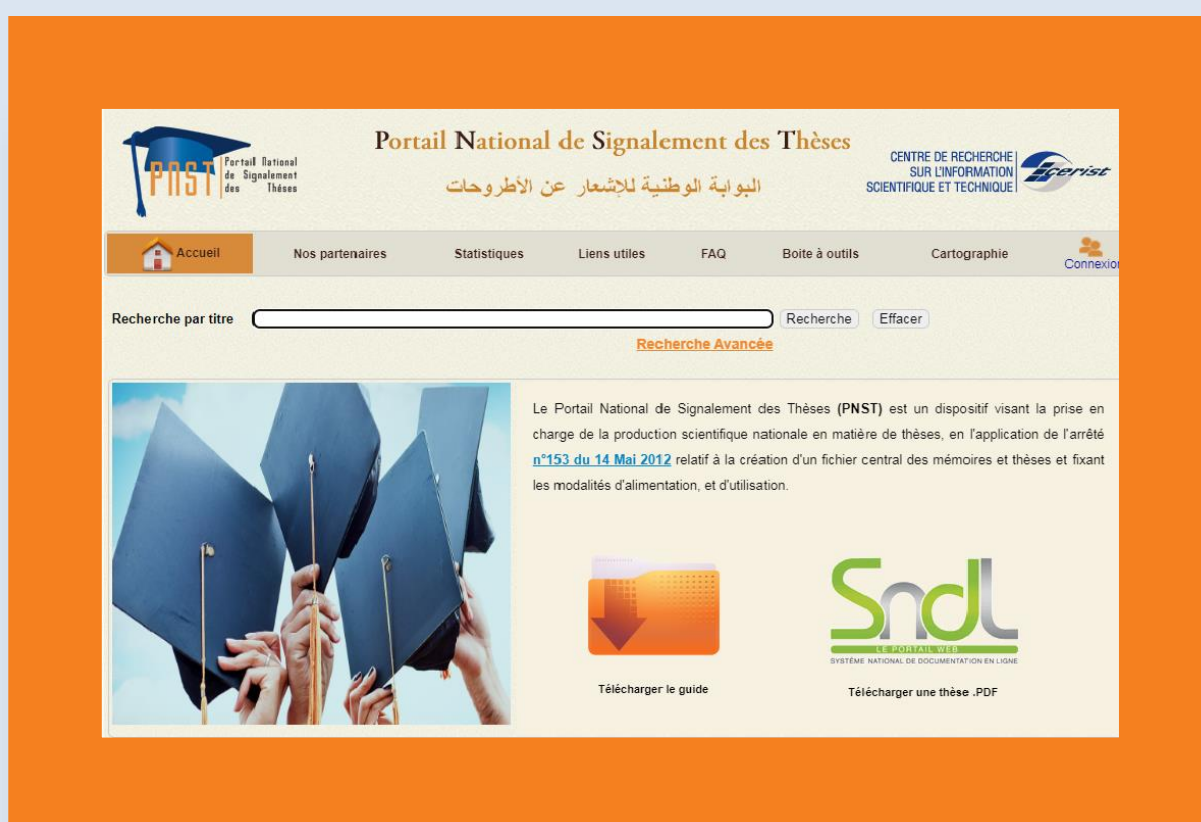 PNST
Portail National
de Signalement
des Thèses
Portail National de Signalement des Thèses
البوابة الوطنية للإشعار عن الأطروحات
CENTRE DE RECHERCHE
SUR L'INFORMATION
SCIENTIFIQUE ET TECHNIQUE
cerist
Accueil Nos partenaires Statistiques Liens utiles FAQ Boite à outils Cartographie Connexion
Recherche par titre Recherche Effacer
Recherche Avancée
Le Portail National de Signalement des Thèses (PNST) est un dispositif visant la prise en
charge de la production scientifique nationale en matière de thèses, en l'application de l'arrêté
n°153 du 14 Mai 2012 relatif à la création d'un fichier central des mémoires et thèses et fixant
les modalités d'alimentation, et d'utilisation.
Sndl
LE PORTAIL WEB
SYSTÈME NATIONAL DE DOCUMENTATION EN LIGNE
Télécharger le guide
Télécharger une thèse .PDF